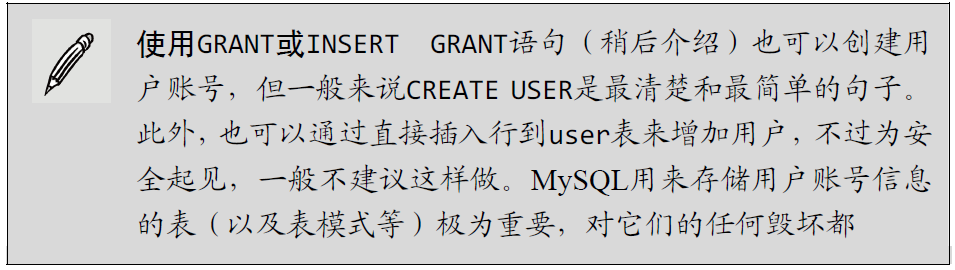 使用GRANT或INSERT  GRANT语句（稍后介绍）也可以创建用
户账号，但一般来说CREATE USER是最清楚和最简单的句子。
此外，也可以通过直接插入行到user表来增加用户，不过为安
全起见，一般不建议这样做。MySQL用来存储用户账号信息
的表（以及表模式等）极为重要，对它们的任何毁坏都